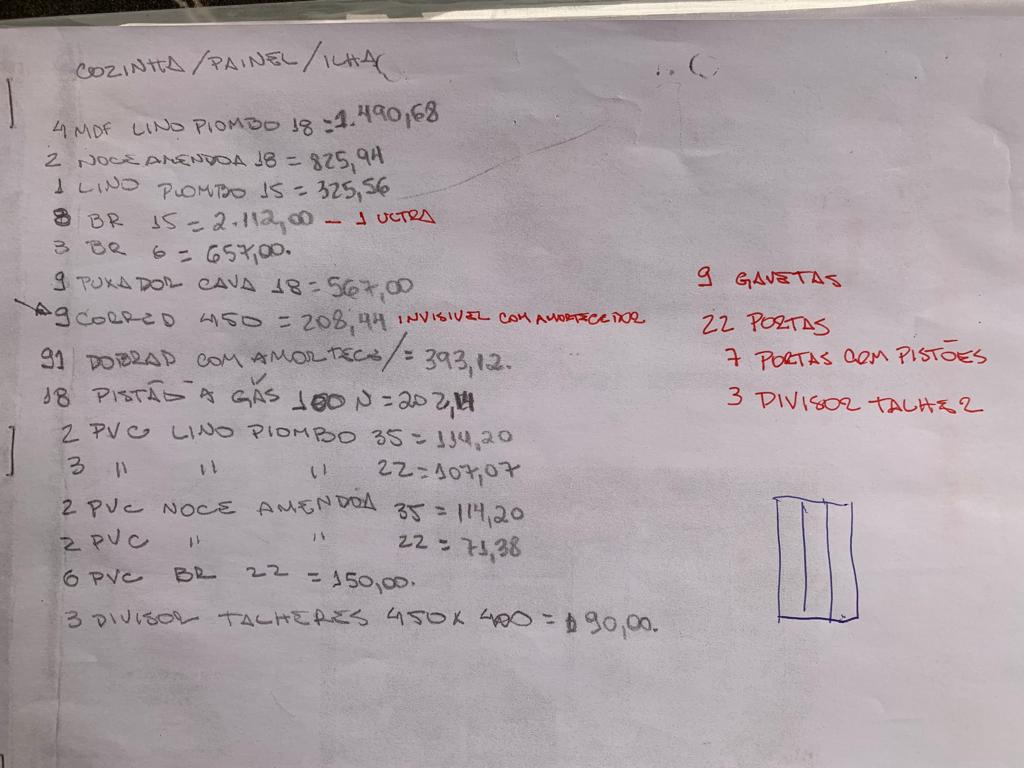 COZINHA/PAINEL/ILHA
4 MDF LINO PIOMBO 18 = 1.490,68
2 NOCE AMENDOA 18 = 825,94
1 LINO PIOMBO 15 = 325,56
8 BR 15 = 2.112,00 - 1 ULTRA
3 BR 6 = 657,00.
9 PUXADOR CAVA 18 = 567,00
9 CORRED 450 = 208,44 INVISIVEL COM AMORTECEDOR
91 DOBRAD COM AMORTEC/= 393,12.
18 PISTÃO A GÁS 100 N = 202,14
2 PVC LINO PIOMBO 35 = 114,20
3 " " " 22 = 107,07
2 PVC NOCE AMENDOA 35 = 114,20
2 PVC " " 22 = 71,38
6 PVC BR 22 = 150,00.
3 DIVISOR TALHERES 450 X 400 = 90,00.
9 GAVETAS
22 PORTAS
7 PORTAS COM PISTÕES
3 DIVISOR TALHER